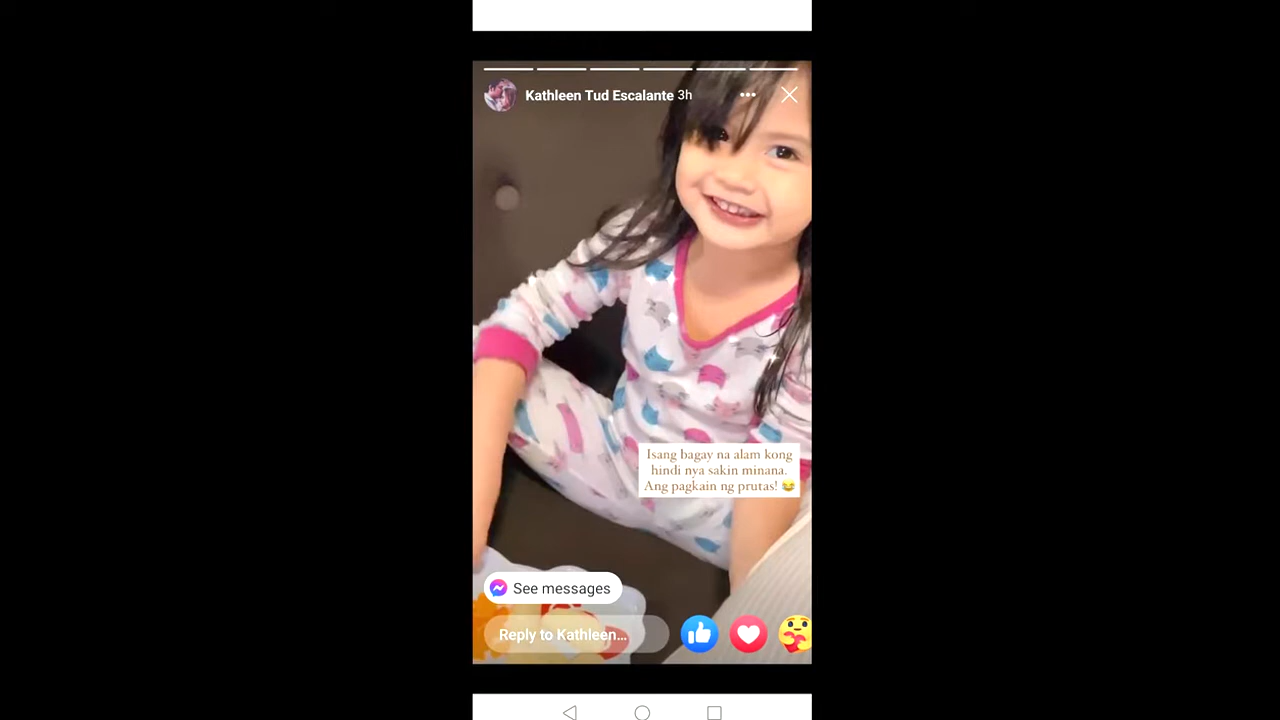 Kathleen Tud Escalante 3h
Isang bagay na alam kong
hindi nya sakin minana.
Ang pagkain ng prutas! 😂
See messages
Reply to Kathleen...